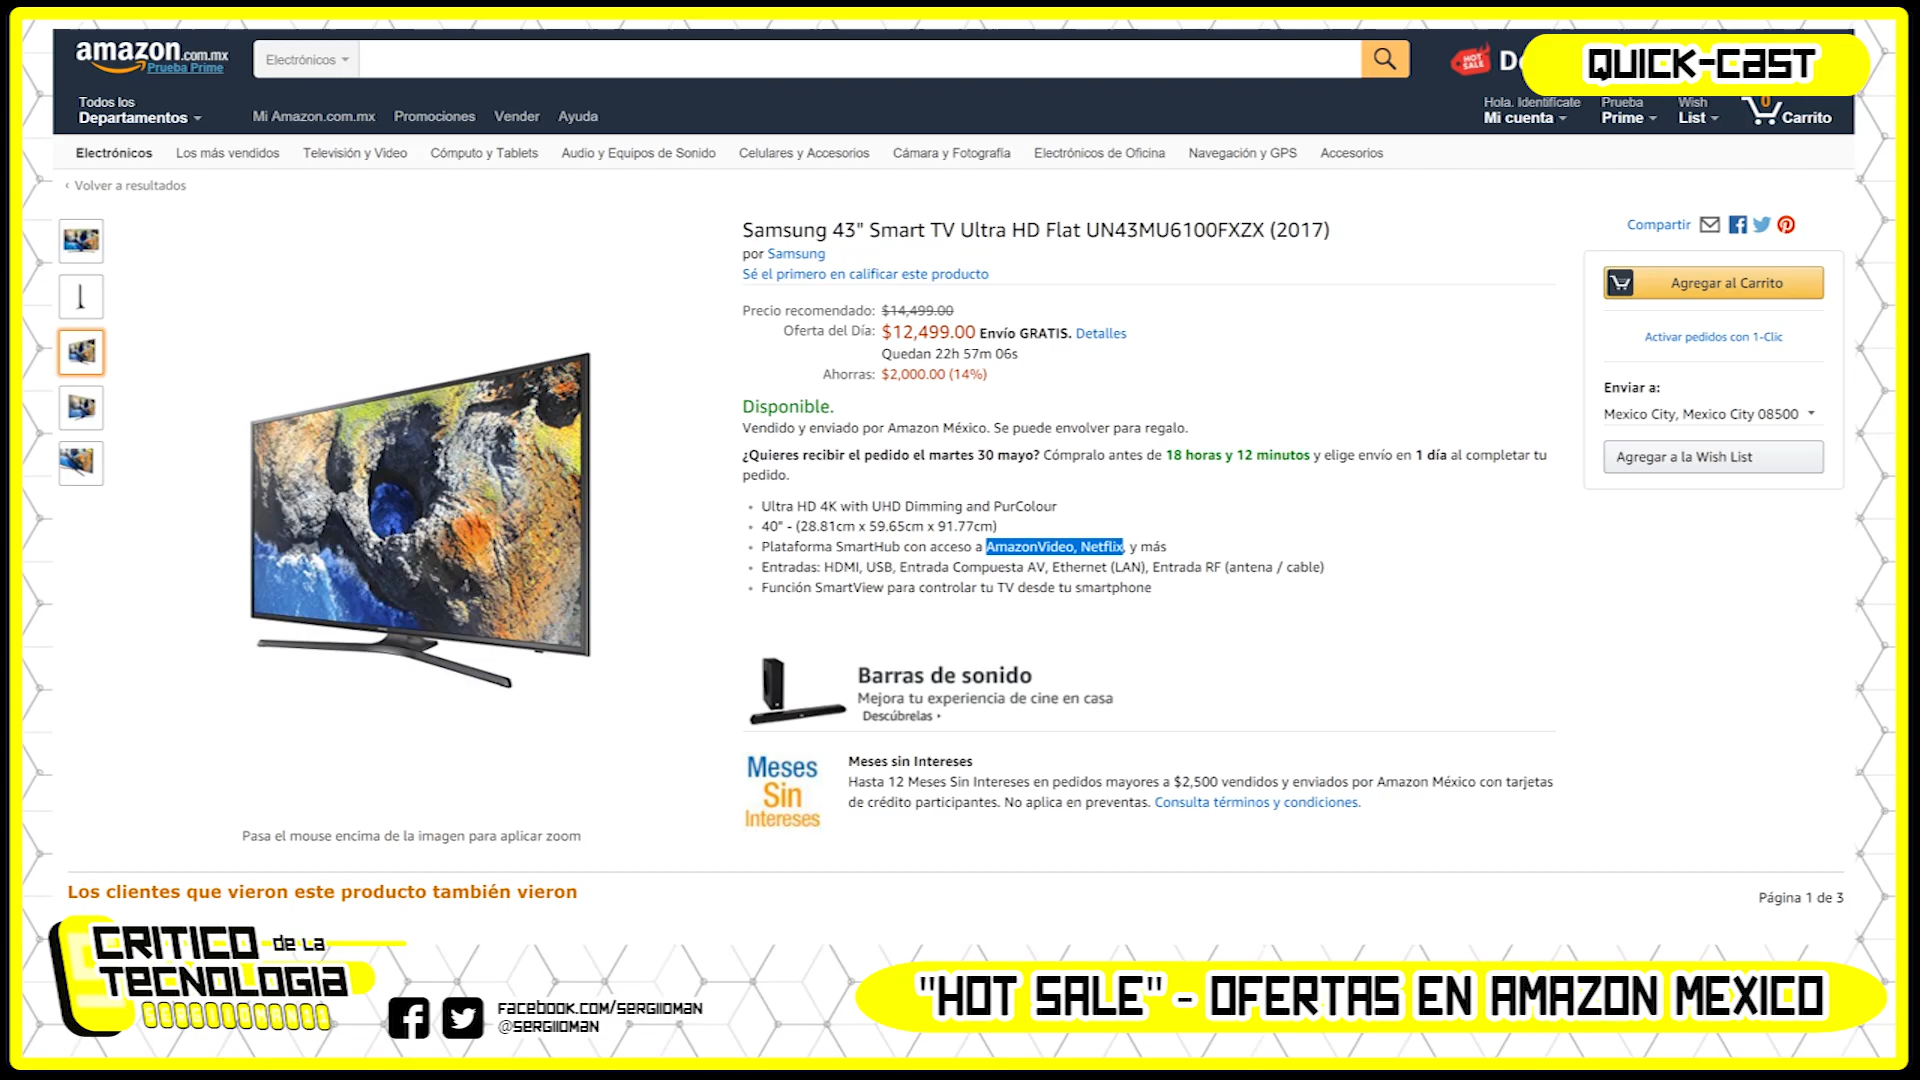 amazon.com.mx
Prueba Prime
Electrónicos
HOT SALE
QUICK-CAST
Todos los
Departamentos
Mi Amazon.com.mx Promociones Vender Ayuda
Hola. Identifícate
Mi cuenta
Prueba
Prime
Wish
List
0
Carrito
Electrónicos Los más vendidos Televisión y Video Cómputo y Tablets Audio y Equipos de Sonido Celulares y Accesorios Cámara y Fotografía Electrónicos de Oficina Navegación y GPS Accesorios
‹ Volver a resultados
Samsung 43" Smart TV Ultra HD Flat UN43MU6100FXZX (2017)
por Samsung
Sé el primero en calificar este producto
Precio recomendado: $14,499.00
Oferta del Día: $12,499.00 Envío GRATIS. Detalles
Quedan 22h 57m 06s
Ahorras: $2,000.00 (14%)
Disponible.
Vendido y enviado por Amazon México. Se puede envolver para regalo.
¿Quieres recibir el pedido el martes 30 mayo? Cómpralo antes de 18 horas y 12 minutos y elige envío en 1 día al completar tu
pedido.
• Ultra HD 4K with UHD Dimming and PurColour
• 40" - (28.81cm x 59.65cm x 91.77cm)
• Plataforma SmartHub con acceso a AmazonVideo, Netflix, y más
• Entradas: HDMI, USB, Entrada Compuesta AV, Ethernet (LAN), Entrada RF (antena / cable)
• Función SmartView para controlar tu TV desde tu smartphone
Barras de sonido
Mejora tu experiencia de cine en casa
Descúbrelas
Meses
Sin
Intereses
Meses sin Intereses
Hasta 12 Meses Sin Intereses en pedidos mayores a $2,500 vendidos y enviados por Amazon México con tarjetas
de crédito participantes. No aplica en preventas. Consulta términos y condiciones.
Compartir
Agregar al Carrito
Activar pedidos con 1-Clic
Enviar a:
Mexico City, Mexico City 08500
Agregar a la Wish List
Pasa el mouse encima de la imagen para aplicar zoom
Los clientes que vieron este producto también vieron
Página 1 de 3
CRITICO DE LA
TECNOLOGIA
FACEBOOK.COM/SERGIIOMAN
@SERGIIOMAN
"HOT SALE" - OFERTAS EN AMAZON MEXICO